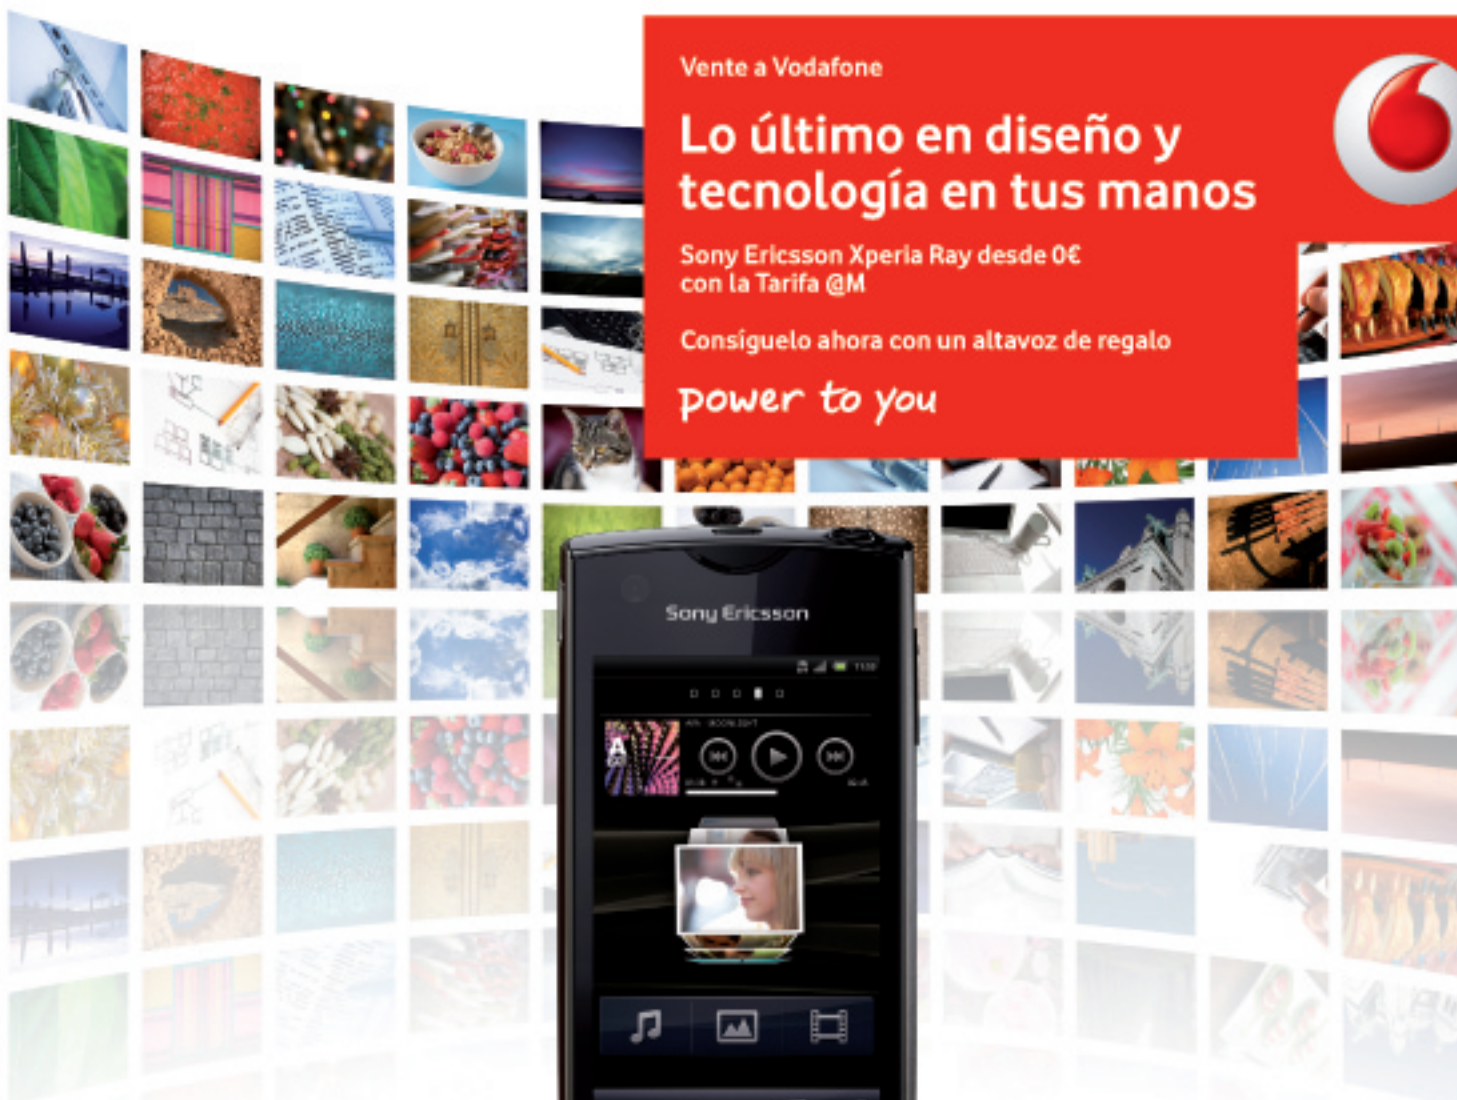 Vente a Vodafone
Lo último en diseño y
tecnología en tus manos
Sony Ericsson Xperia Ray desde 0€
con la Tarifa @M
Consíguelo ahora con un altavoz de regalo
power to you
Sony Ericsson